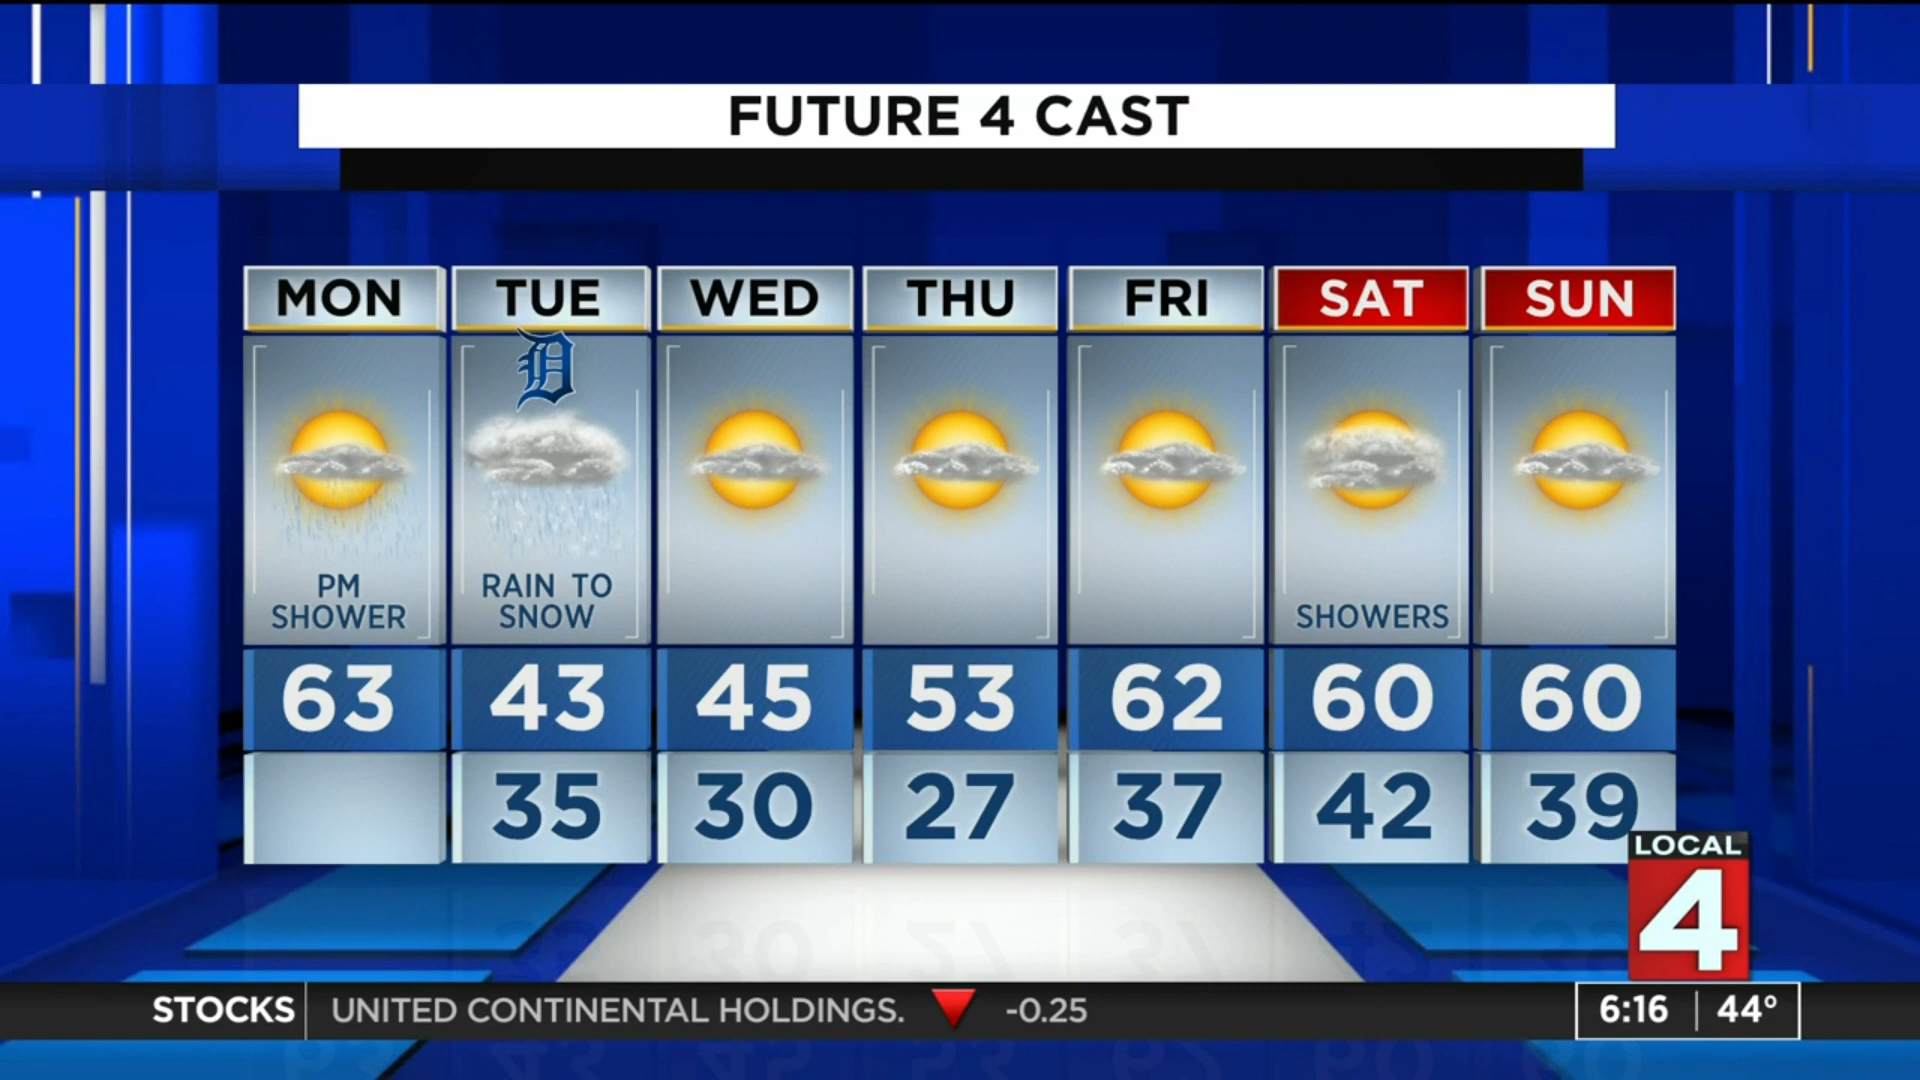 FUTURE 4 CAST
MON TUE WED THU FRI SAT SUN
D
PM SHOWER
RAIN TO SNOW
SHOWERS
63 43 45 53 62 60 60
35 30 27 37 42 39
LOCAL
4
STOCKS UNITED CONTINENTAL HOLDINGS. -0.25 6:16 44°